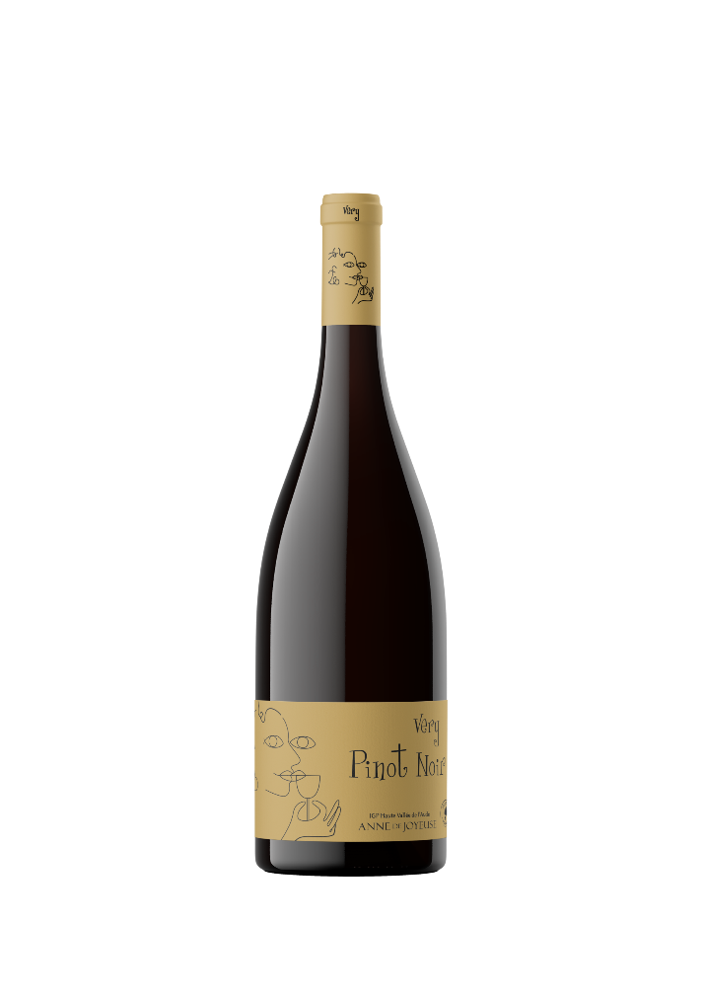 Very
Very
Pinot Noir
IGP Haute Vallée de l'Aude
ANNE DE JOYEUSE